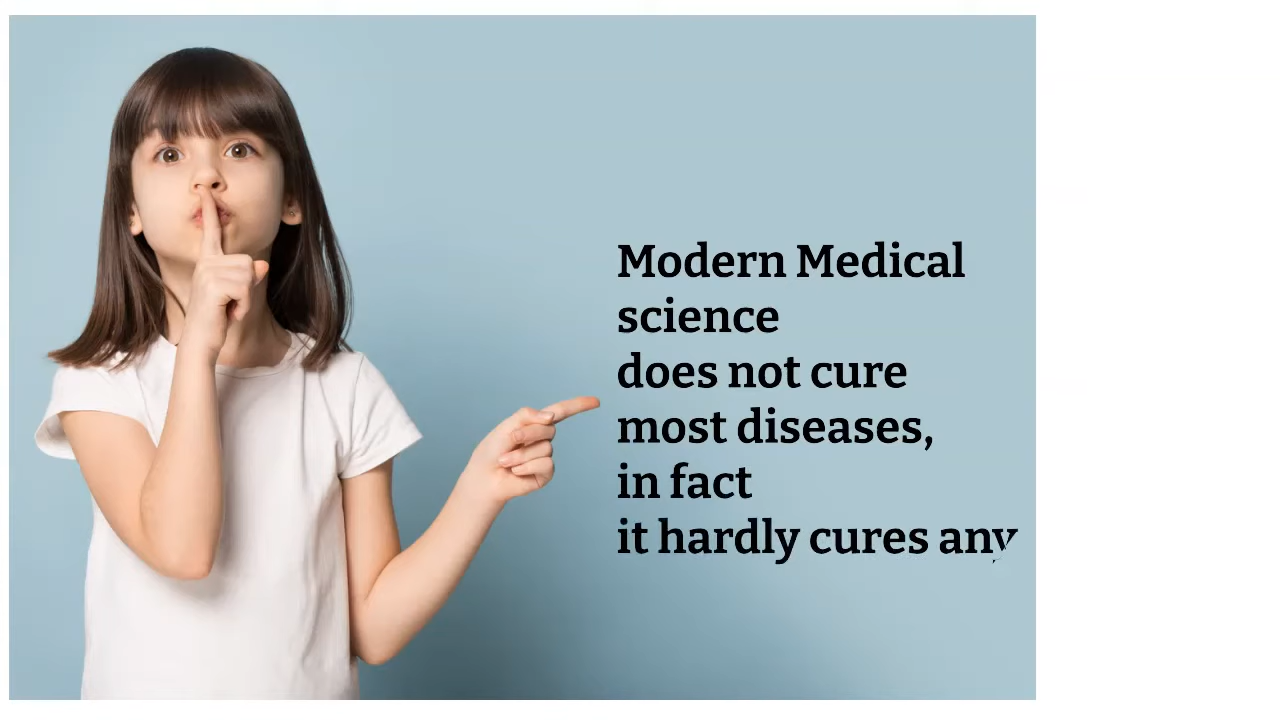 Modern Medical
science
does not cure
most diseases,
in fact
it hardly cures any